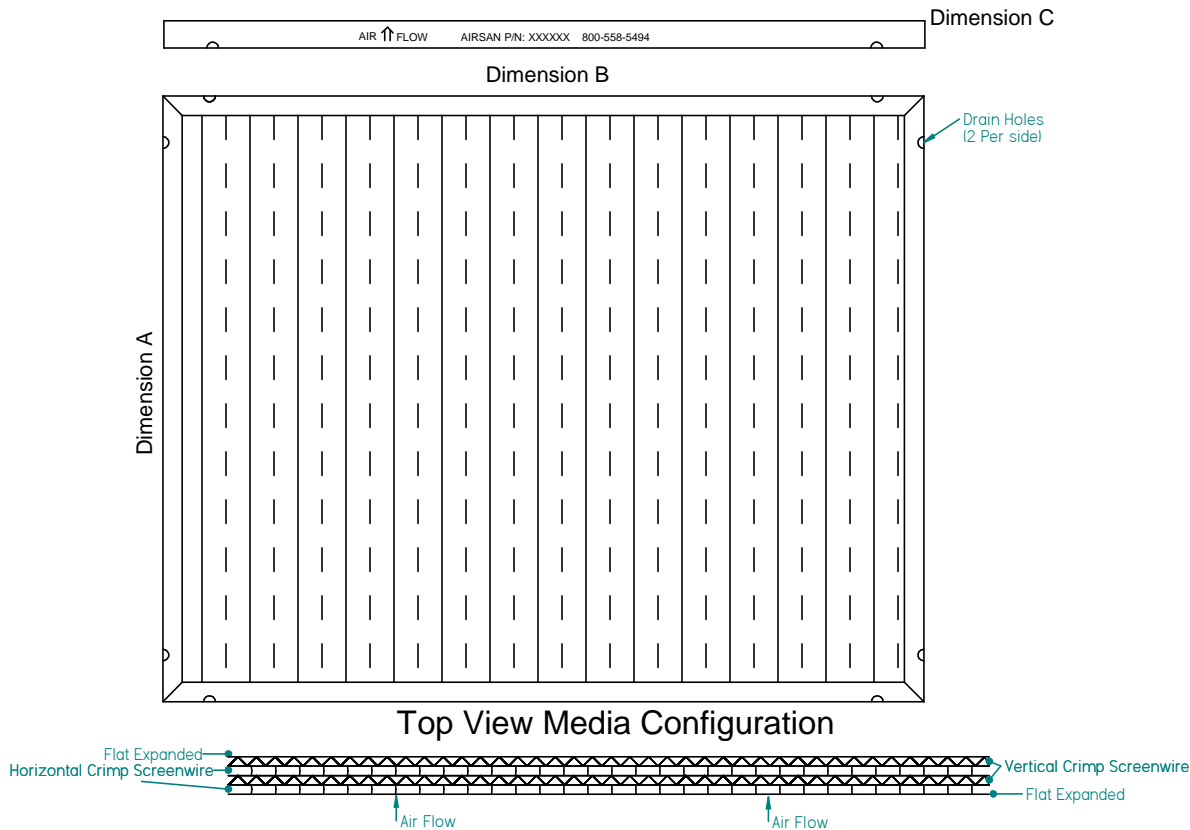 Dimension C
AIR FLOW AIRSAN P/N: XXXXXX 800-558-5494
Dimension B
Drain Holes
(2 Per side)
Dimension A
Top View Media Configuration
Flat Expanded
Horizontal Crimp Screenwire
Vertical Crimp Screenwire
Flat Expanded
Air Flow
Air Flow